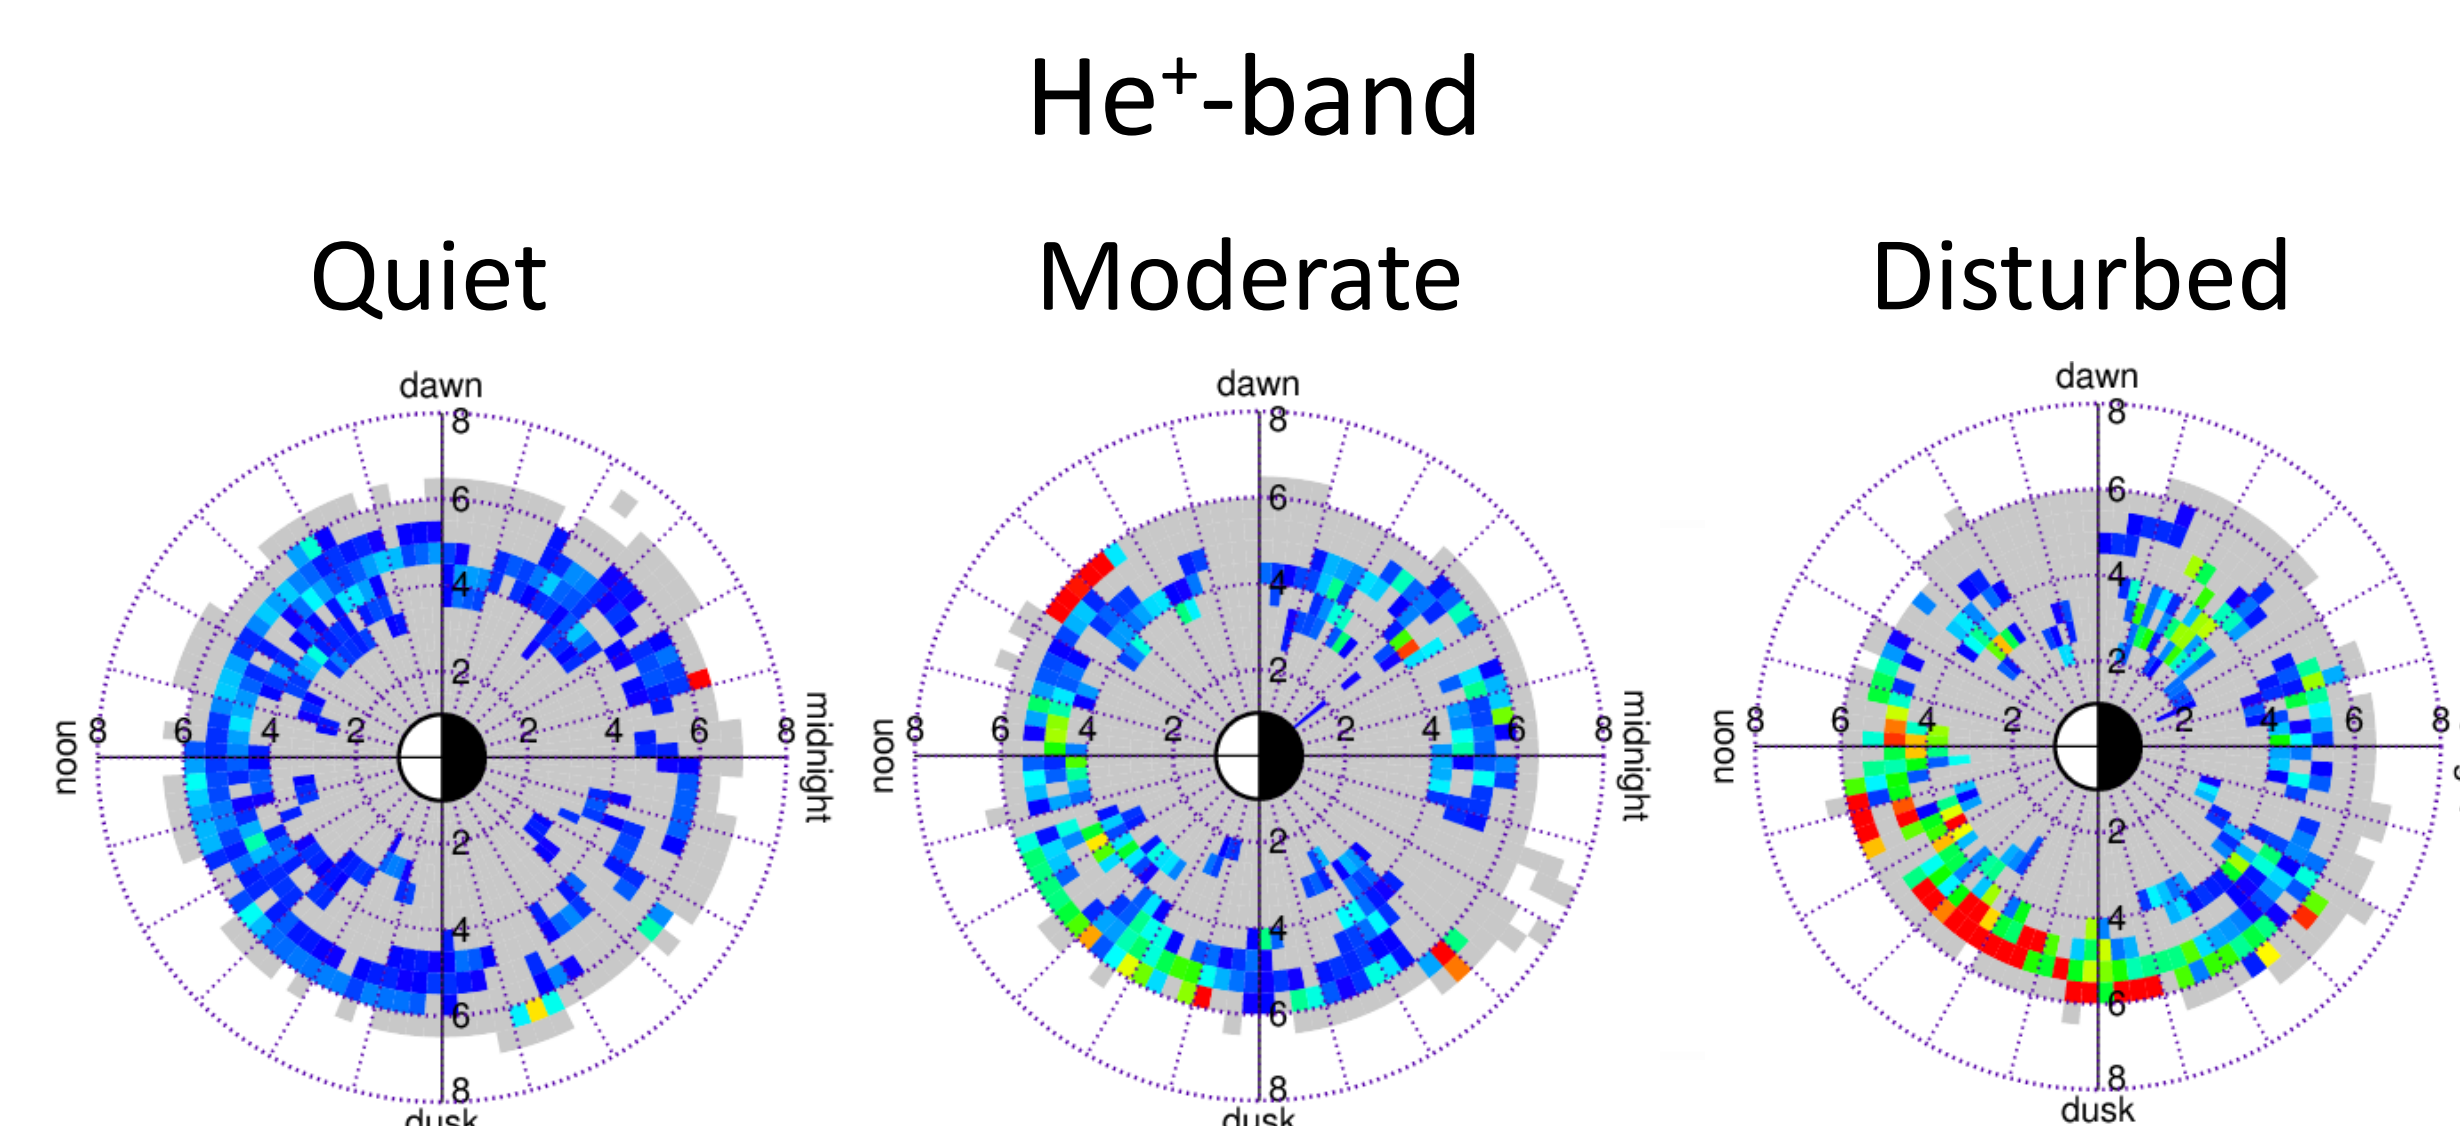 He⁺-band
Quiet Moderate Disturbed
dawn dawn dawn
8 8 8
6 6 6
4 4 4
2 2 2
noon 8 6 4 2 2 4 6 8 midnight noon 8 6 4 2 2 4 6 8 midnight noon 8 6 4 2 2 4 6 8
2 2 2
4 4 4
6 6 6
8 8 8
dusk dusk dusk